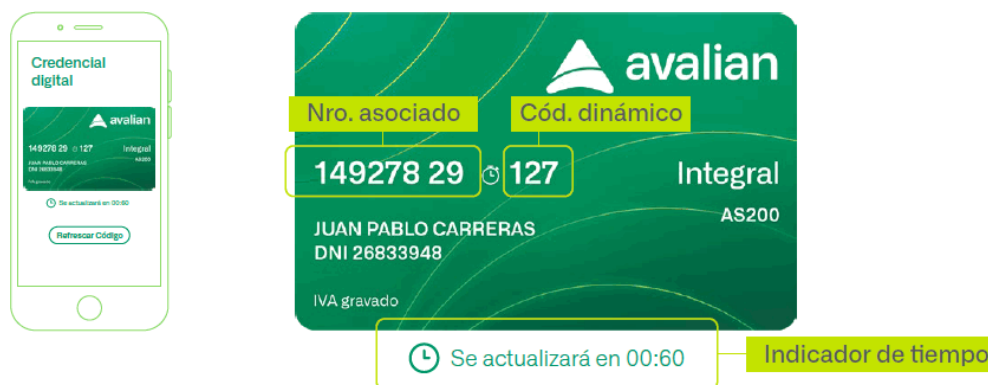 Credencial
digital
avalian
149278 29 127 Integral
AS200
JUAN PABLO CARRERAS
DNI 26833948
IVA gravado
Se actualizará en 00:60
Refrescar Código
avalian
Nro. asociado Cód. dinámico
149278 29 127 Integral
AS200
JUAN PABLO CARRERAS
DNI 26833948
IVA gravado
Se actualizará en 00:60
Indicador de tiempo